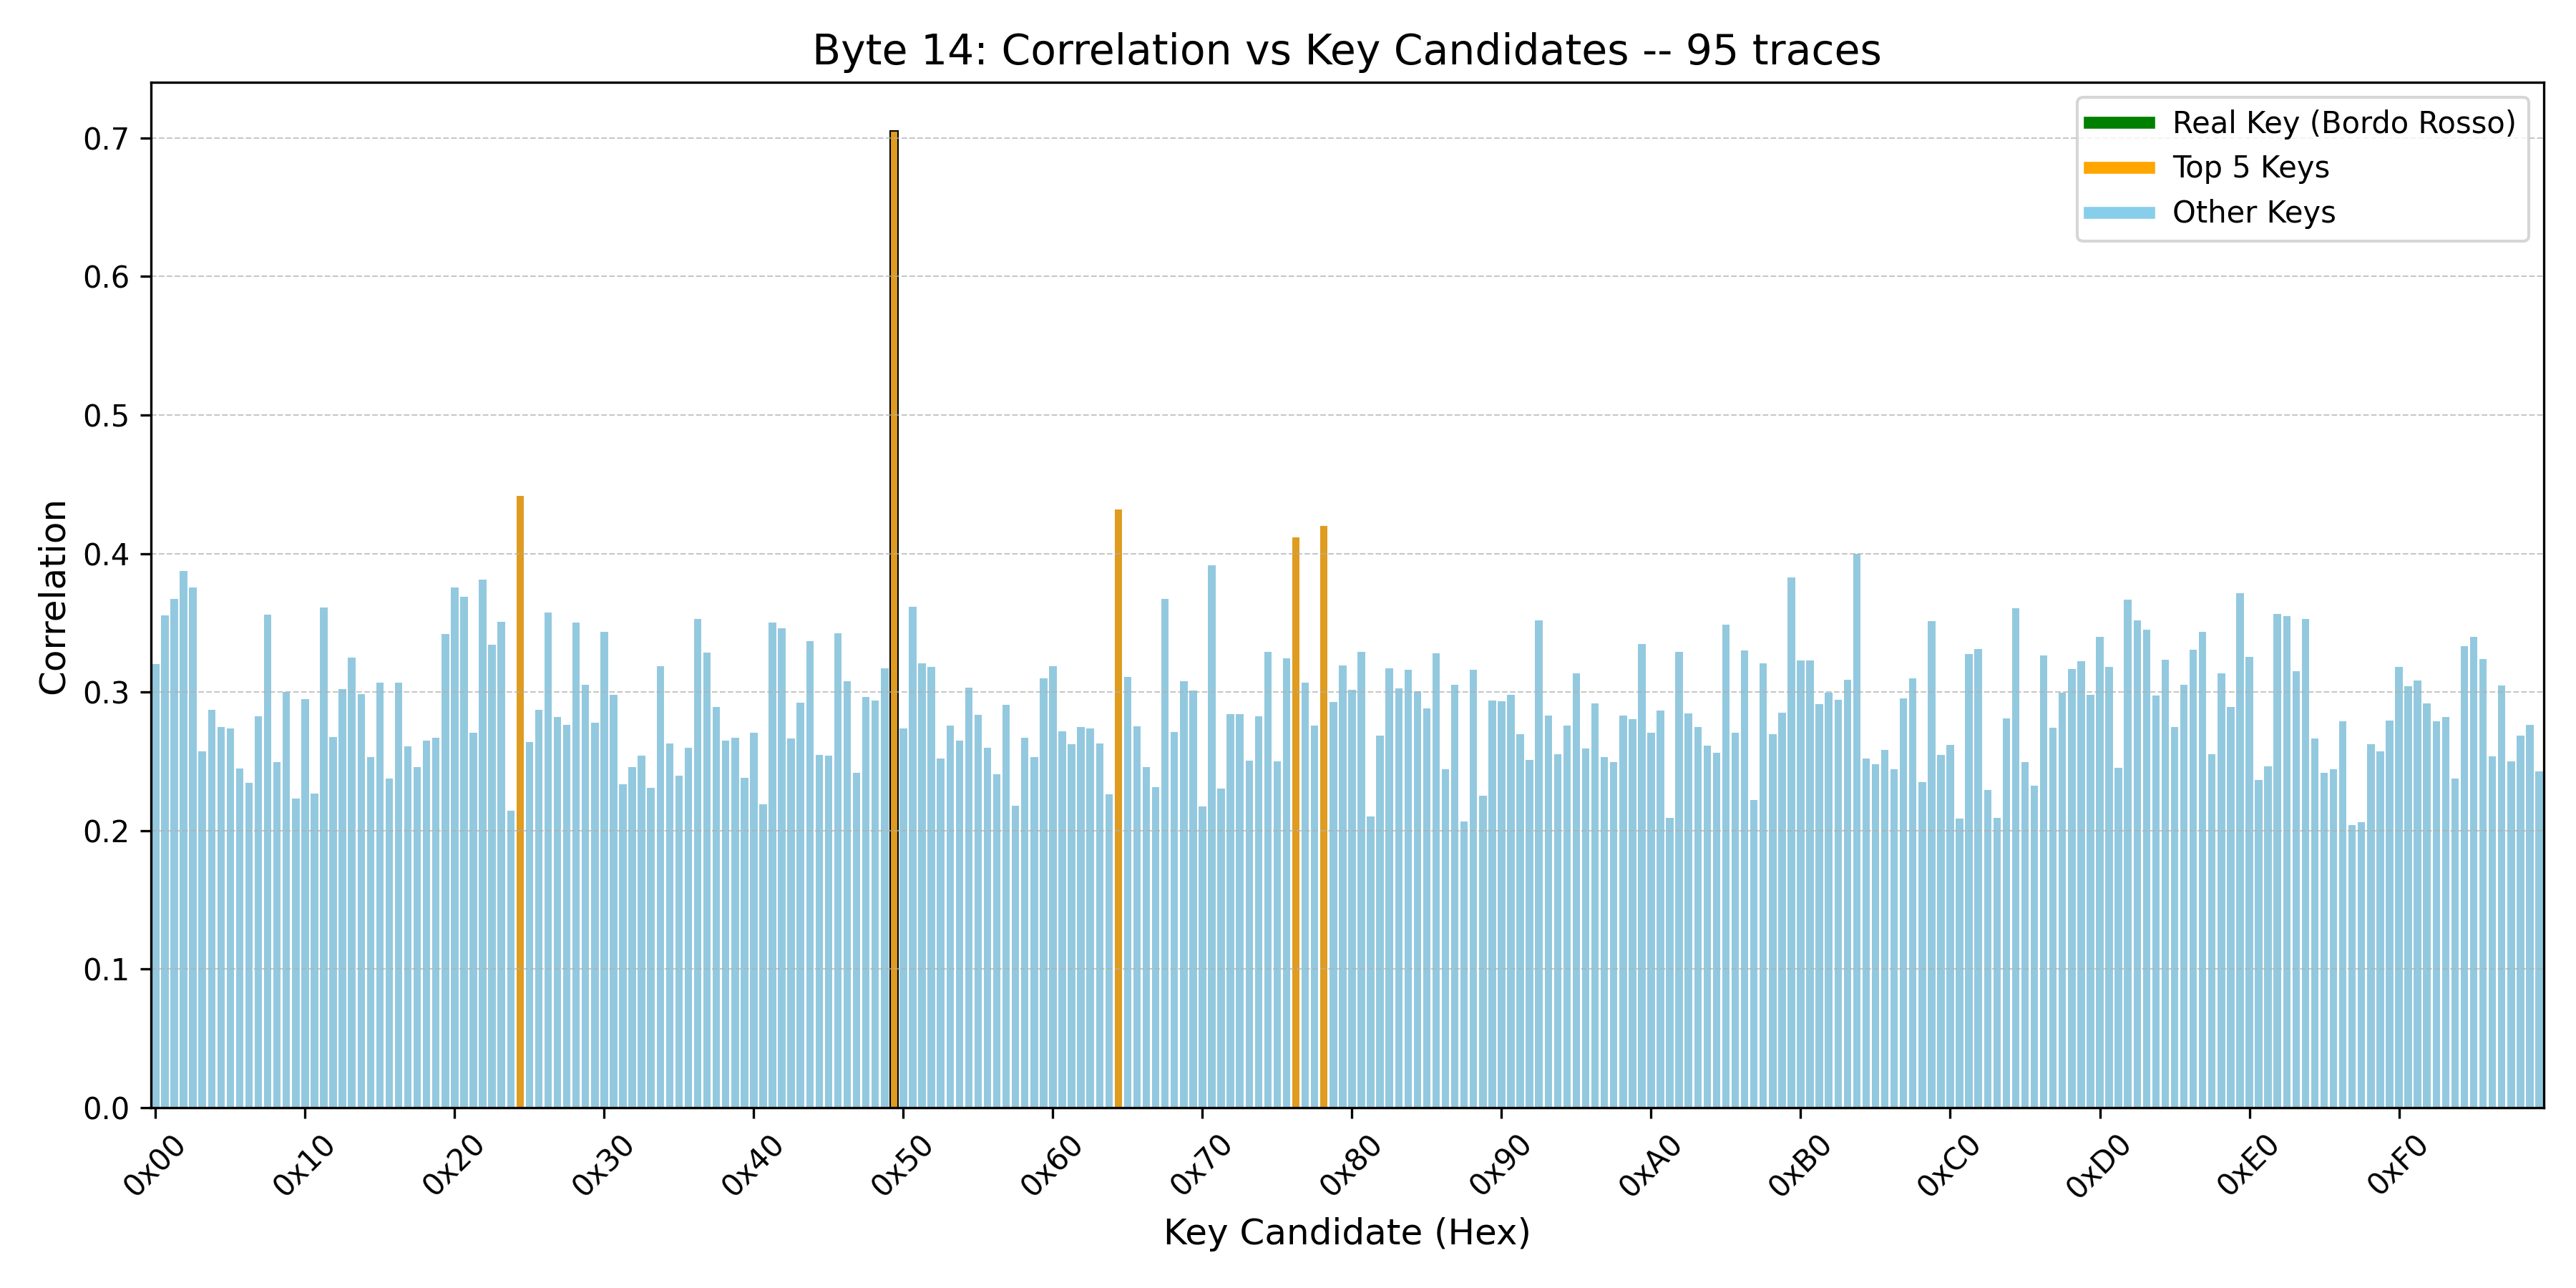 Byte 14: Correlation vs Key Candidates -- 95 traces
Real Key (Bordo Rosso)
Top 5 Keys
Other Keys
Correlation
0.7
0.6
0.5
0.4
0.3
0.2
0.1
0.0
0x00 0x10 0x20 0x30 0x40 0x50 0x60 0x70 0x80 0x90 0xA0 0xB0 0xC0 0xD0 0xE0 0xF0
Key Candidate (Hex)